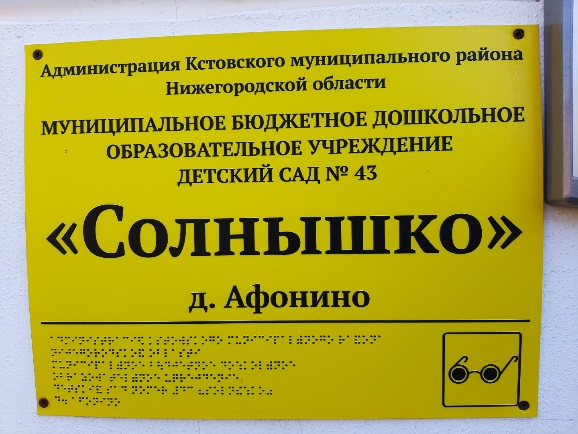 Администрация Кстовского муниципального района
Нижегородской области
МУНИЦИПАЛЬНОЕ БЮДЖЕТНОЕ ДОШКОЛЬНОЕ
ОБРАЗОВАТЕЛЬНОЕ УЧРЕЖДЕНИЕ
ДЕТСКИЙ САД № 43
«Солнышко»
д. Афонино